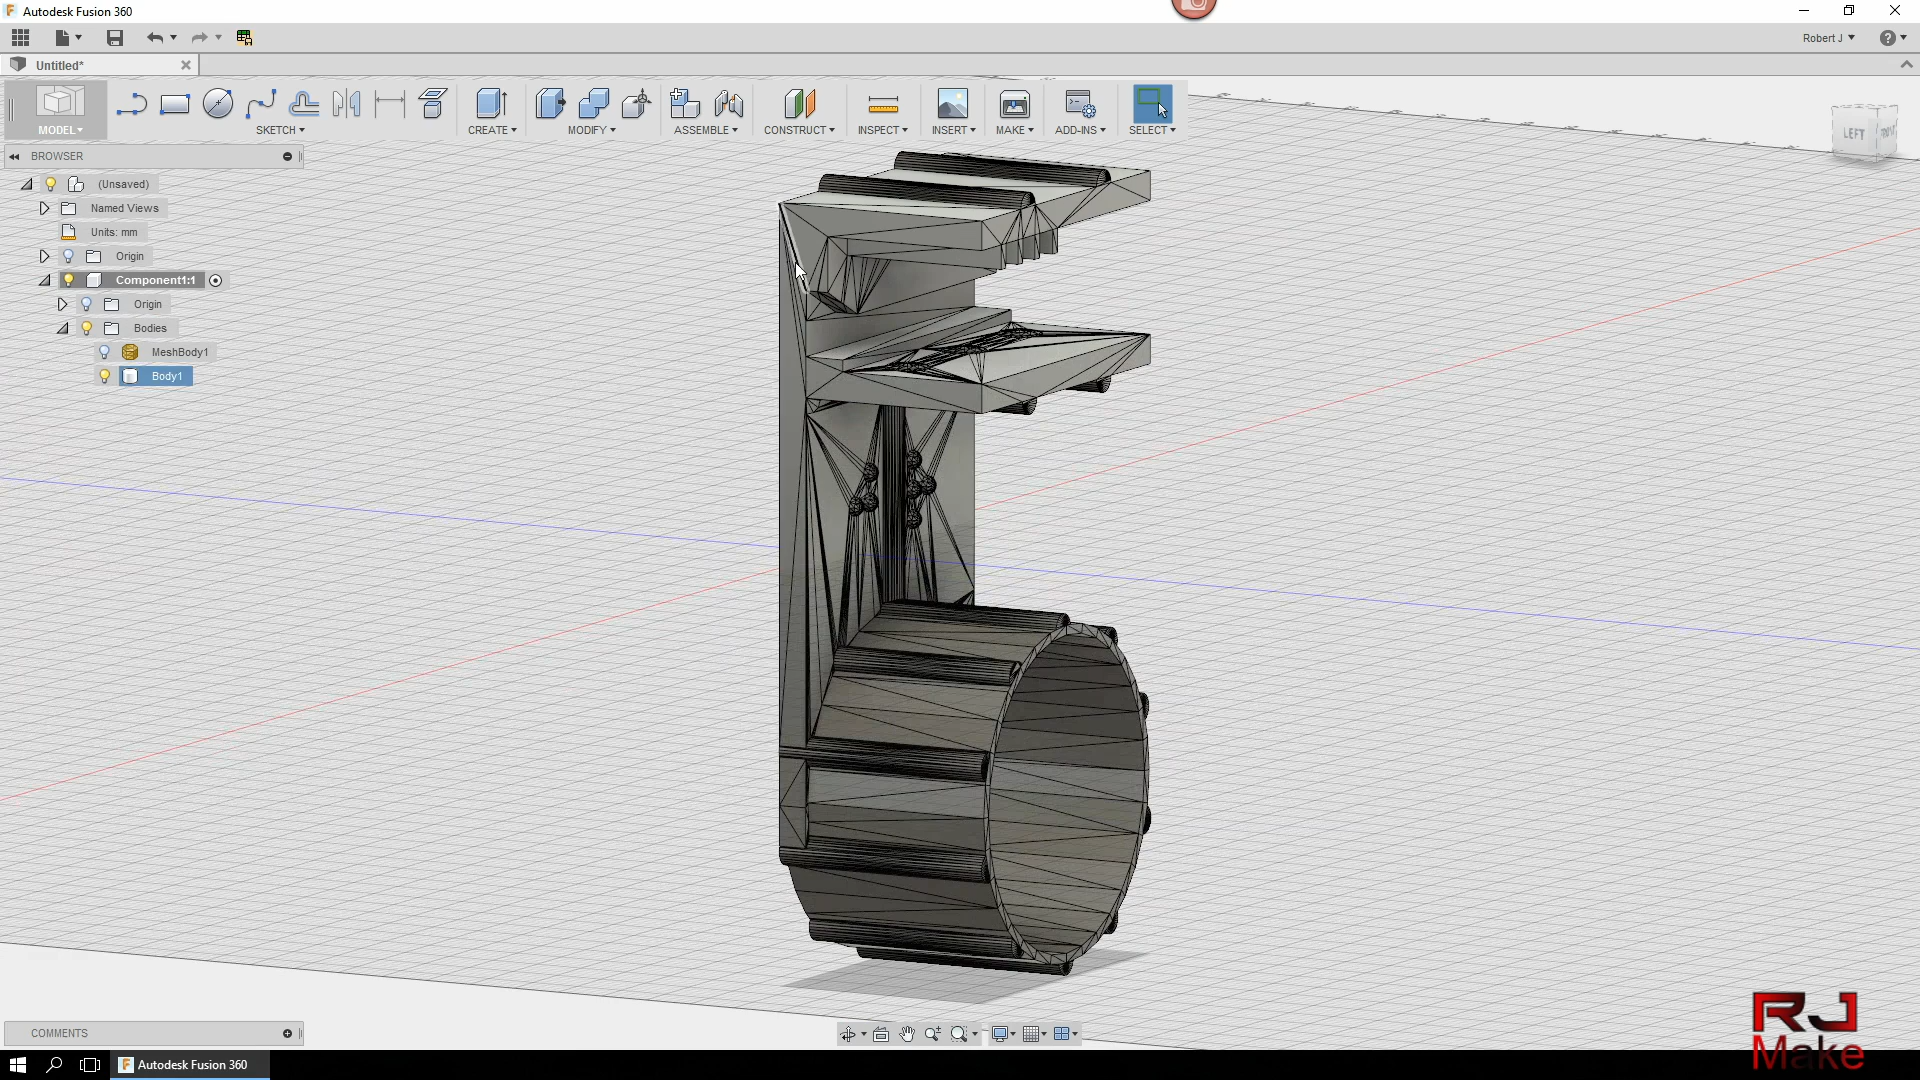 Autodesk Fusion 360
Robert J
Untitled*
MODEL
SKETCH
CREATE
MODIFY
ASSEMBLE
CONSTRUCT
INSPECT
INSERT
MAKE
ADD-INS
SELECT
LEFT
BROWSER
(Unsaved)
Named Views
Units: mm
Origin
Component1:1
Origin
Bodies
MeshBody1
Body1
COMMENTS
Autodesk Fusion 360
RJ
Make